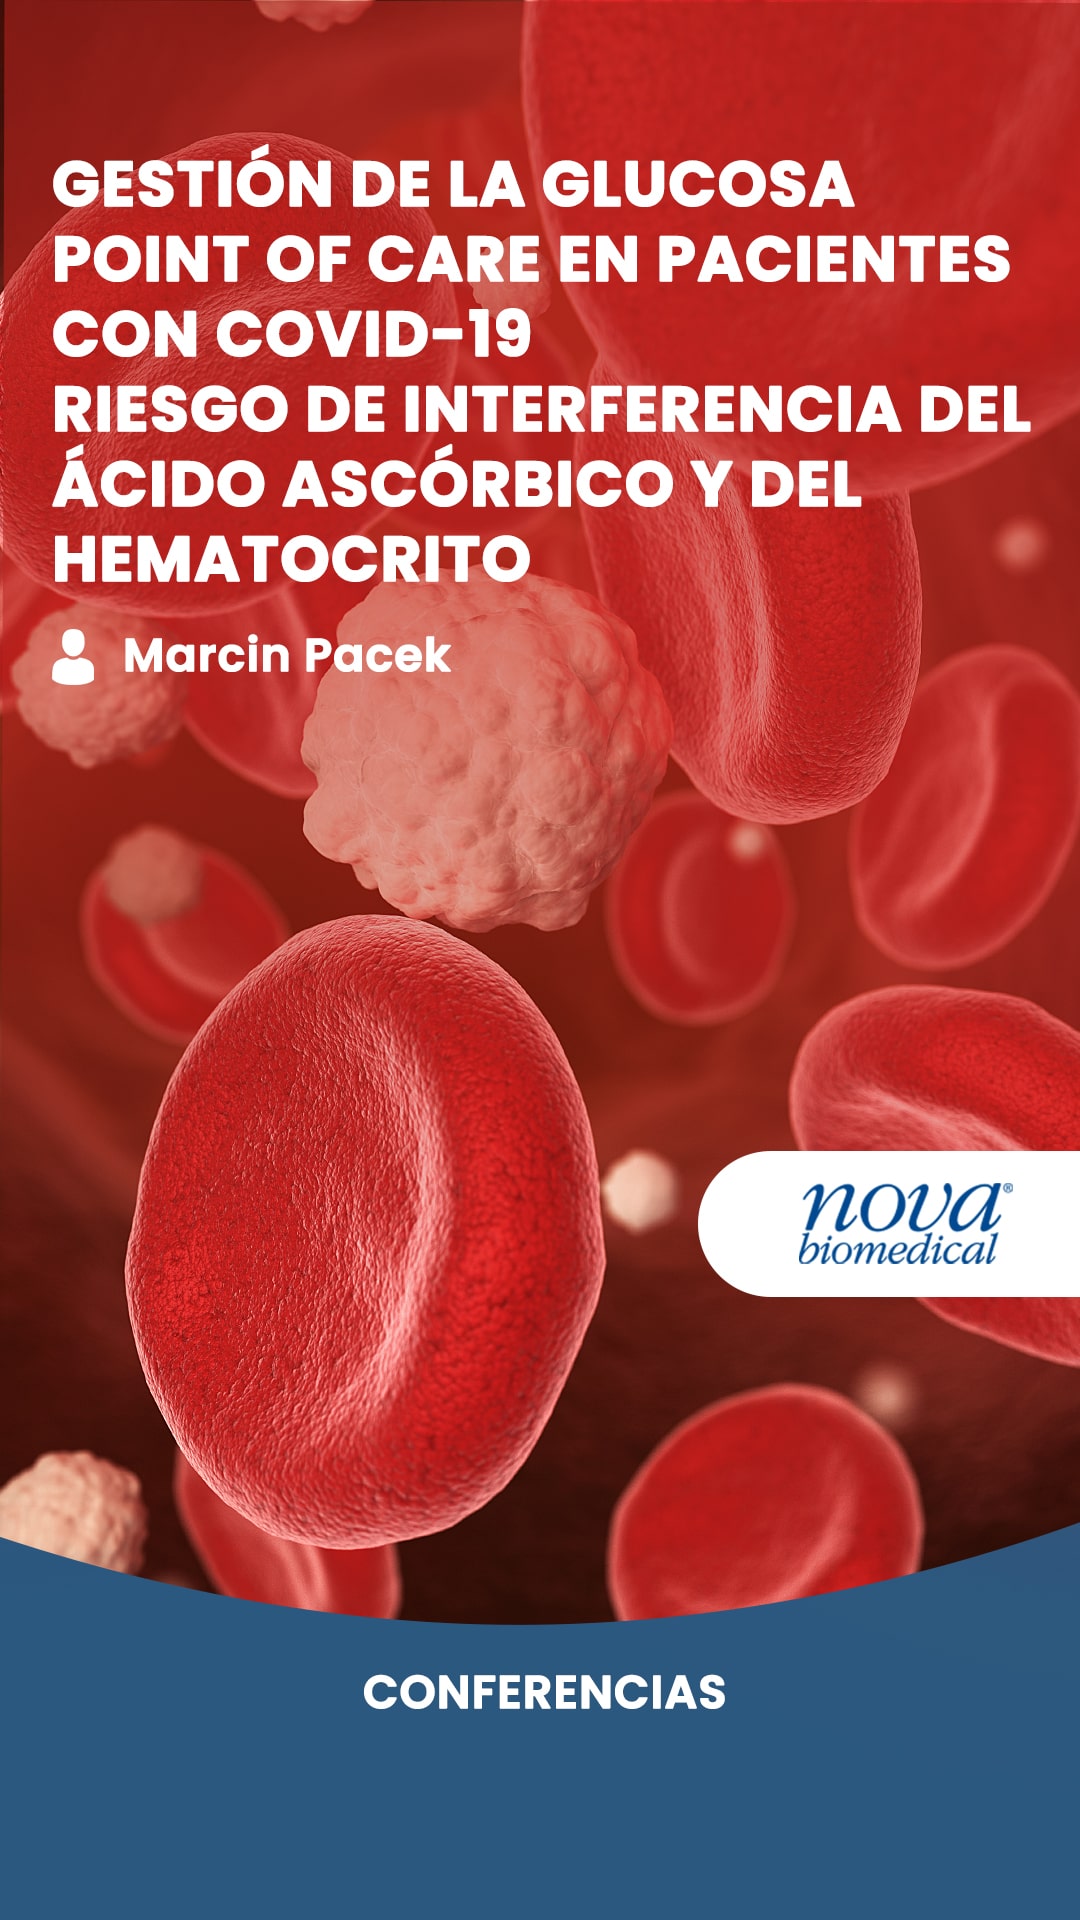 GESTIÓN DE LA GLUCOSA
POINT OF CARE EN PACIENTES
CON COVID-19
RIESGO DE INTERFERENCIA DEL
ÁCIDO ASCÓRBICO Y DEL
HEMATOCRITO
Marcin Pacek
nova®
biomedical
CONFERENCIAS